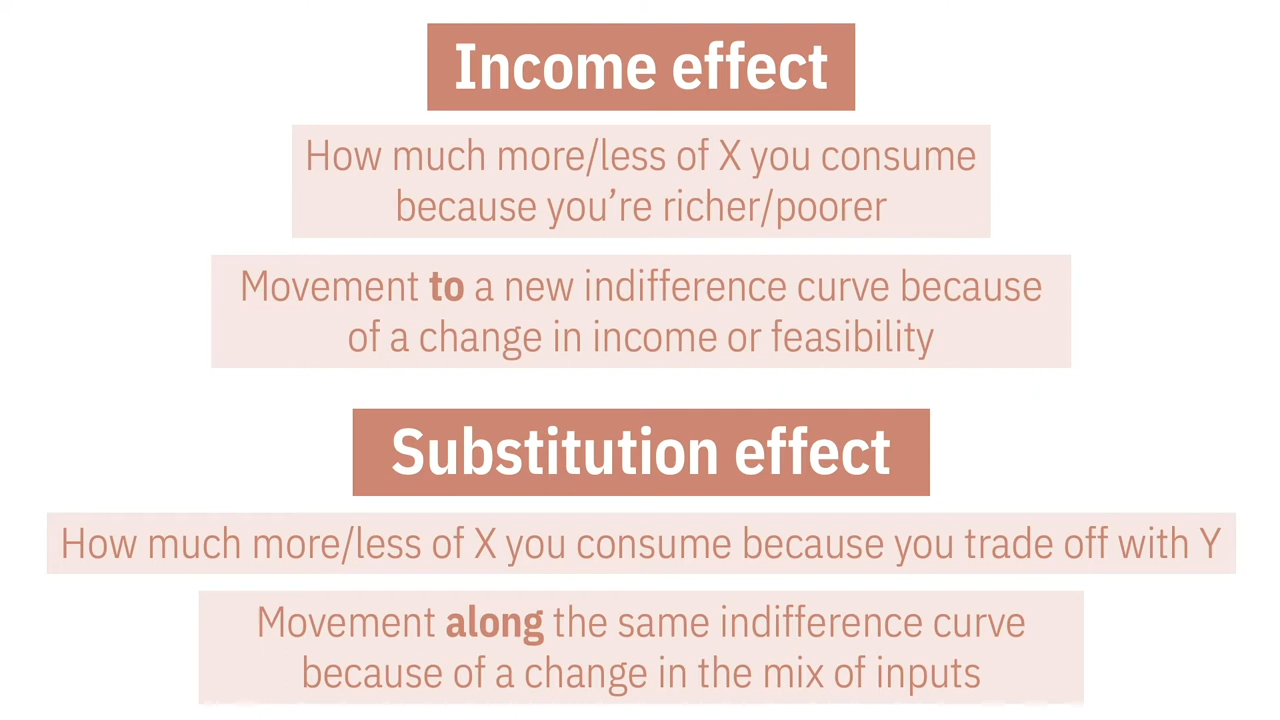 Income effect
How much more/less of X you consume
because you’re richer/poorer
Movement to a new indifference curve because
of a change in income or feasibility
Substitution effect
How much more/less of X you consume because you trade off with Y
Movement along the same indifference curve
because of a change in the mix of inputs